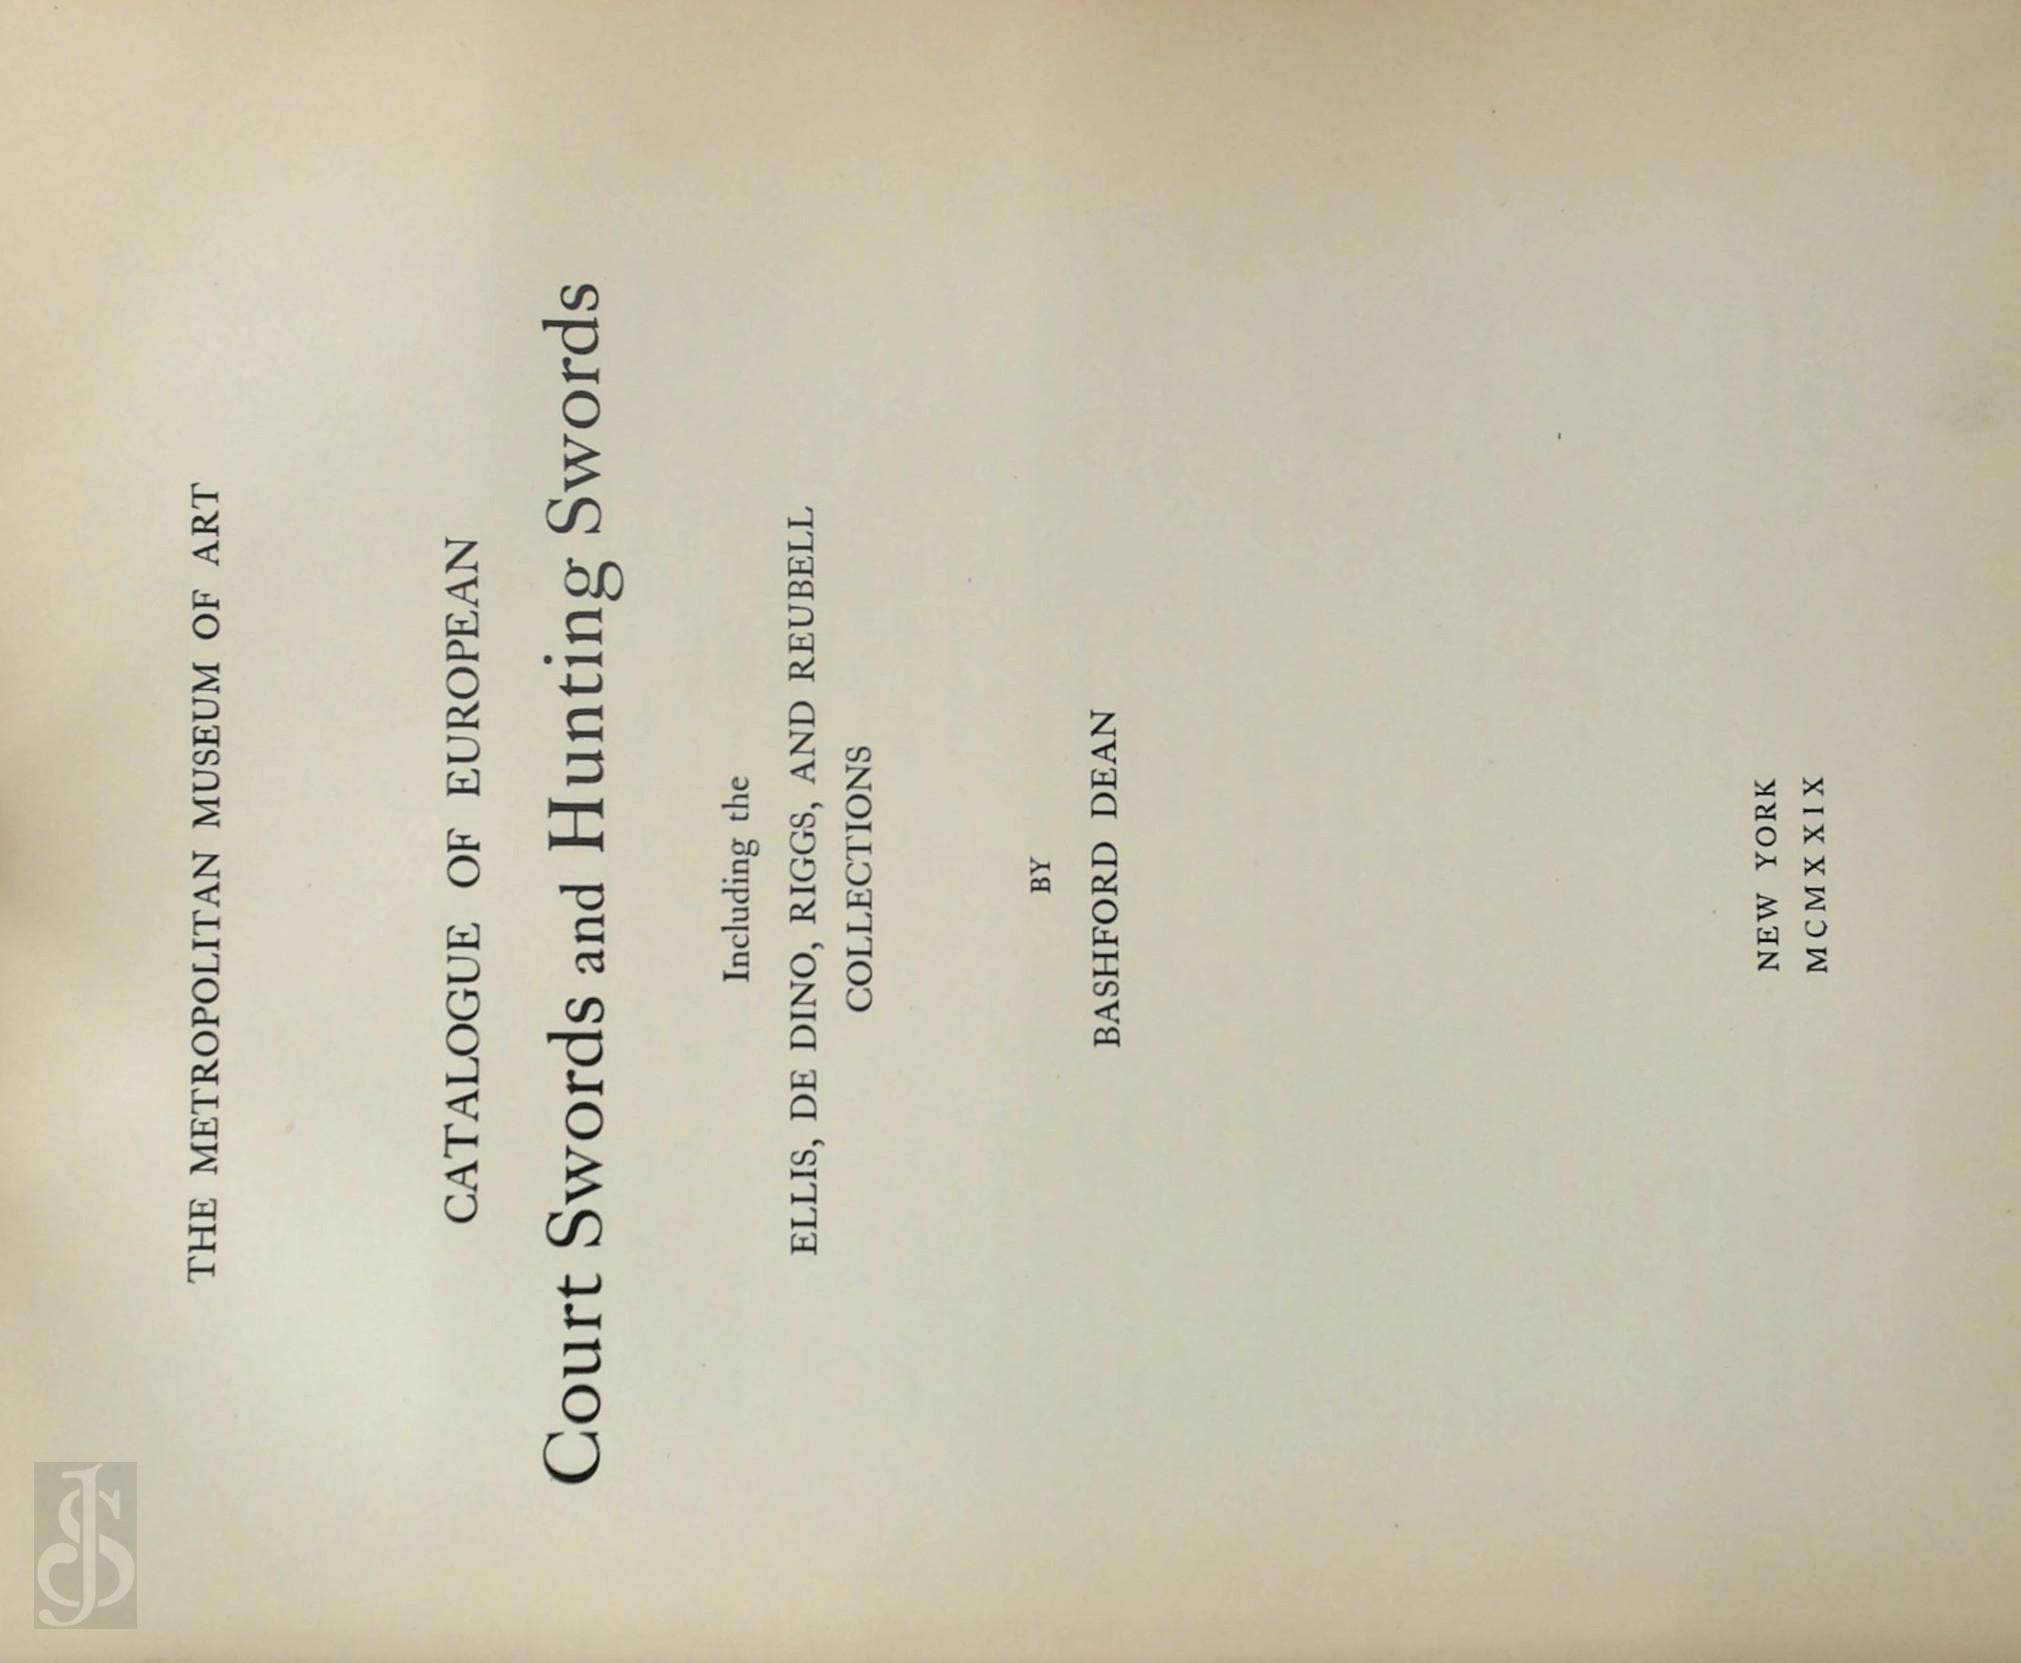 THE METROPOLITAN MUSEUM OF ART
CATALOGUE OF EUROPEAN
Court Swords and Hunting Swords
Including the
ELLIS, DE DINO, RIGGS, AND REUBELL
COLLECTIONS
BY
BASHFORD DEAN
NEW YORK
MCMXXIX